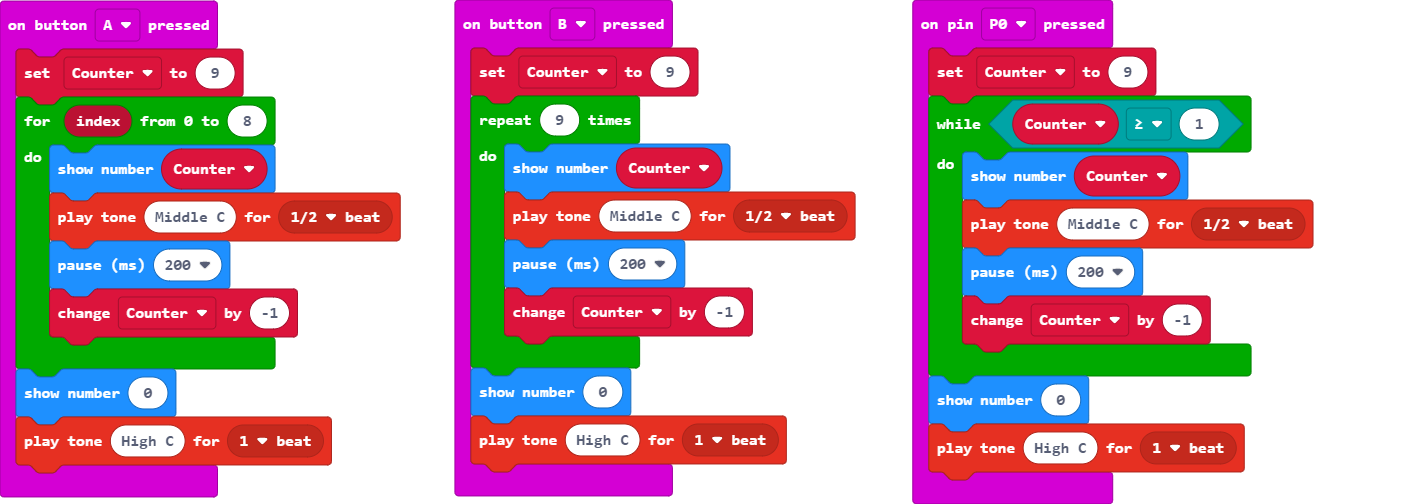 on button A pressed
set Counter to 9
for index from 0 to 8
do
show number Counter
play tone Middle C for 1/2 beat
pause (ms) 200
change Counter by -1
show number 0
play tone High C for 1 beat
on button B pressed
set Counter to 9
repeat 9 times
do
show number Counter
play tone Middle C for 1/2 beat
pause (ms) 200
change Counter by -1
show number 0
play tone High C for 1 beat
on pin P0 pressed
set Counter to 9
while Counter ≥ 1
do
show number Counter
play tone Middle C for 1/2 beat
pause (ms) 200
change Counter by -1
show number 0
play tone High C for 1 beat